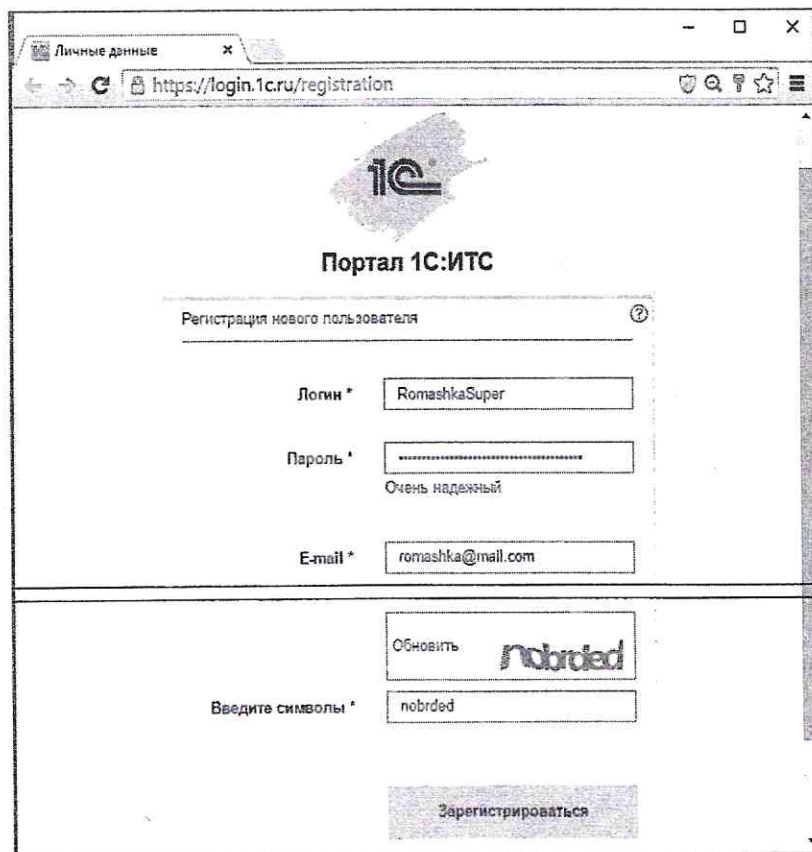 Личные данные
https://login.1c.ru/registration
1С
Портал 1С:ИТС
Регистрация нового пользователя
Логин *
RomashkaSuper
Пароль *
Очень надежный
E-mail *
romashka@mail.com
Обновить
nobrded
Введите символы *
nobrded
Зарегистрироваться